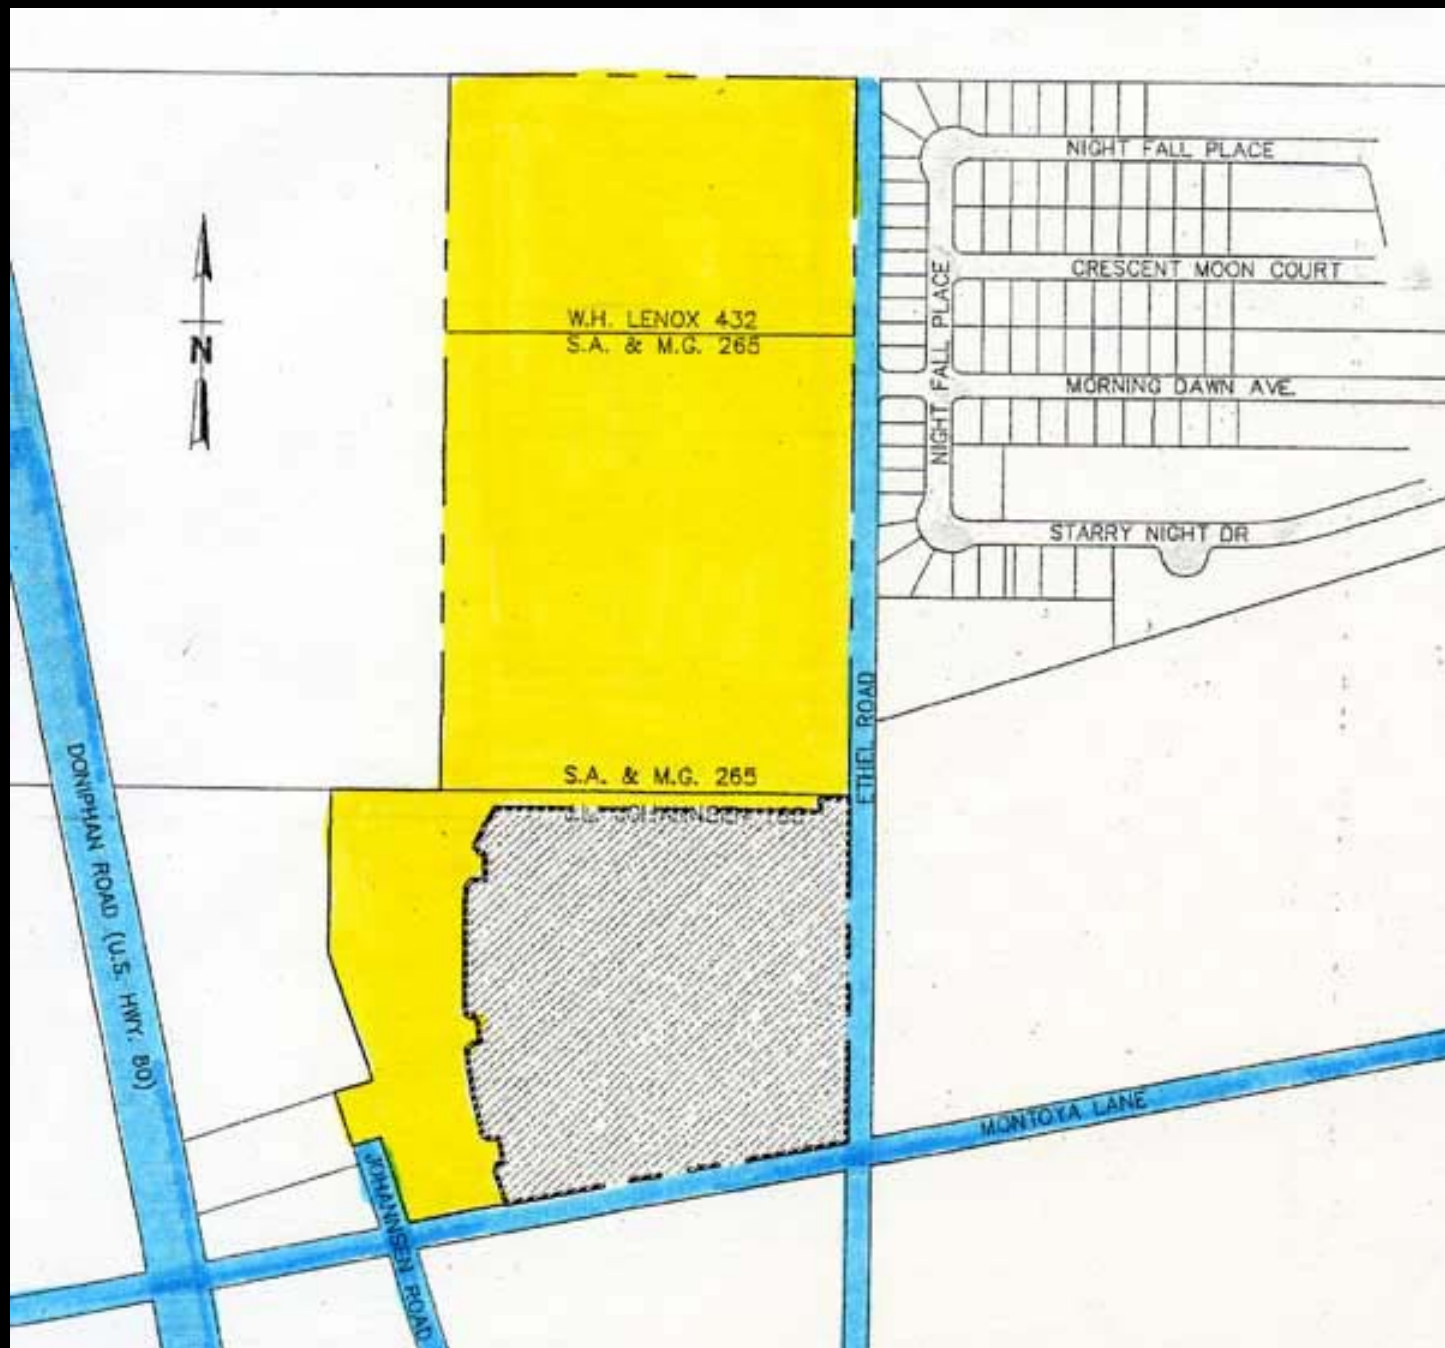 NIGHT FALL PLACE
CRESCENT MOON COURT
N
W.H. LENOX 432
S.A. & M.G. 265
NIGHT FALL PLACE
MORNING DAWN AVE.
STARRY NIGHT DR
ETHEL ROAD
S.A. & M.G. 265
DONIPHAN ROAD (U.S. HWY. 80)
MONTOYA LANE
JOHANNSEN ROAD